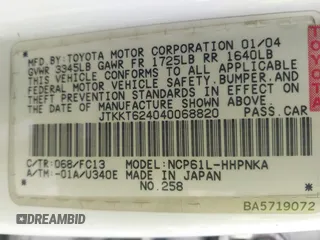 MFD.BY: TOYOTA MOTOR CORPORATION 01/04
GVWR 3345LB GAWR FR 1725LB RR 1640LB
THIS VEHICLE CONFORMS TO ALL APPLICABLE
FEDERAL MOTOR VEHICLE SAFETY, BUMPER, AND
THEFT PREVENTION STANDARDS IN EFFECT ON
THE DATE OF MANUFACTURE SHOWN ABOVE.
JTKKT624040068820 PASS.CAR
C/TR: 068/FC13 MODEL: NCP61L-HHPNKA
A/TM: -01A/U340E MADE IN JAPAN
NO.258
BA5719072
DREAMBID